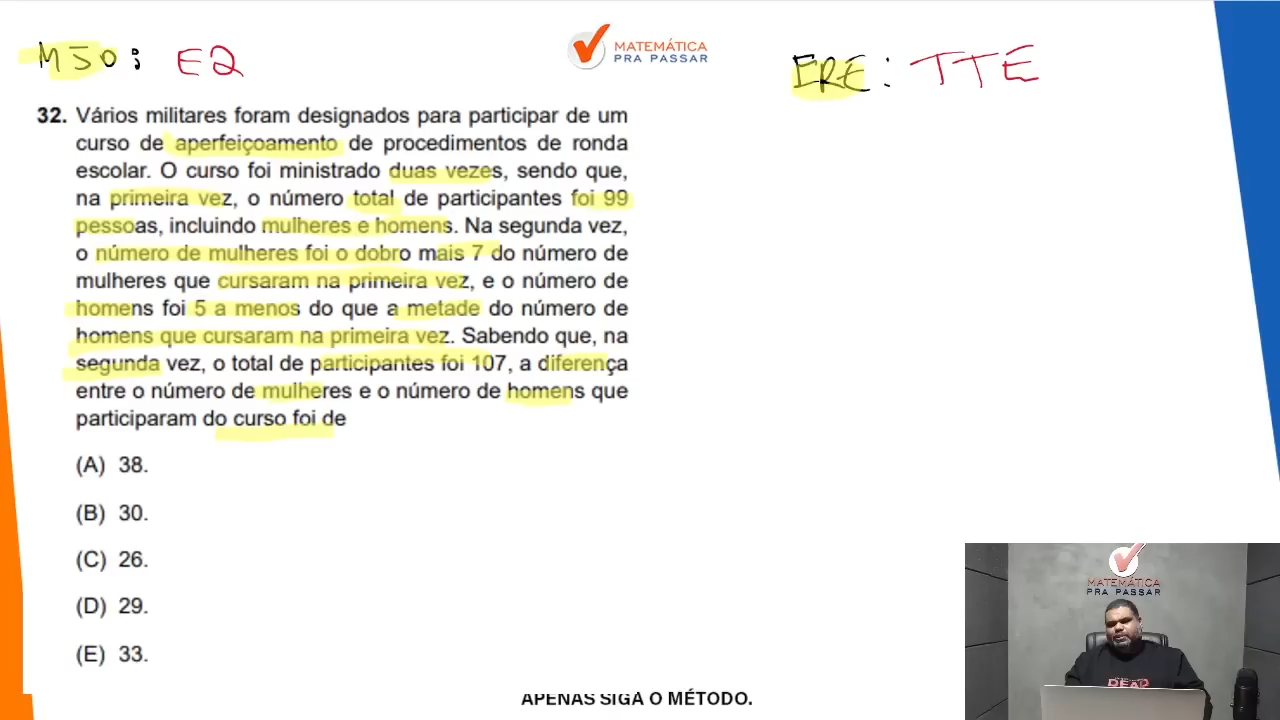 M50: E2
MATEMÁTICA
PRA PASSAR
ERE: TTE
32. Vários militares foram designados para participar de um
curso de aperfeiçoamento de procedimentos de ronda
escolar. O curso foi ministrado duas vezes, sendo que,
na primeira vez, o número total de participantes foi 99
pessoas, incluindo mulheres e homens. Na segunda vez,
o número de mulheres foi o dobro mais 7 do número de
mulheres que cursaram na primeira vez, e o número de
homens foi 5 a menos do que a metade do número de
homens que cursaram na primeira vez. Sabendo que, na
segunda vez, o total de participantes foi 107, a diferença
entre o número de mulheres e o número de homens que
participaram do curso foi de
(A) 38.
(B) 30.
(C) 26.
(D) 29.
(E) 33.
MATEMÁTICA
PRA PASSAR
DEAD
APENAS SIGA O MÉTODO.